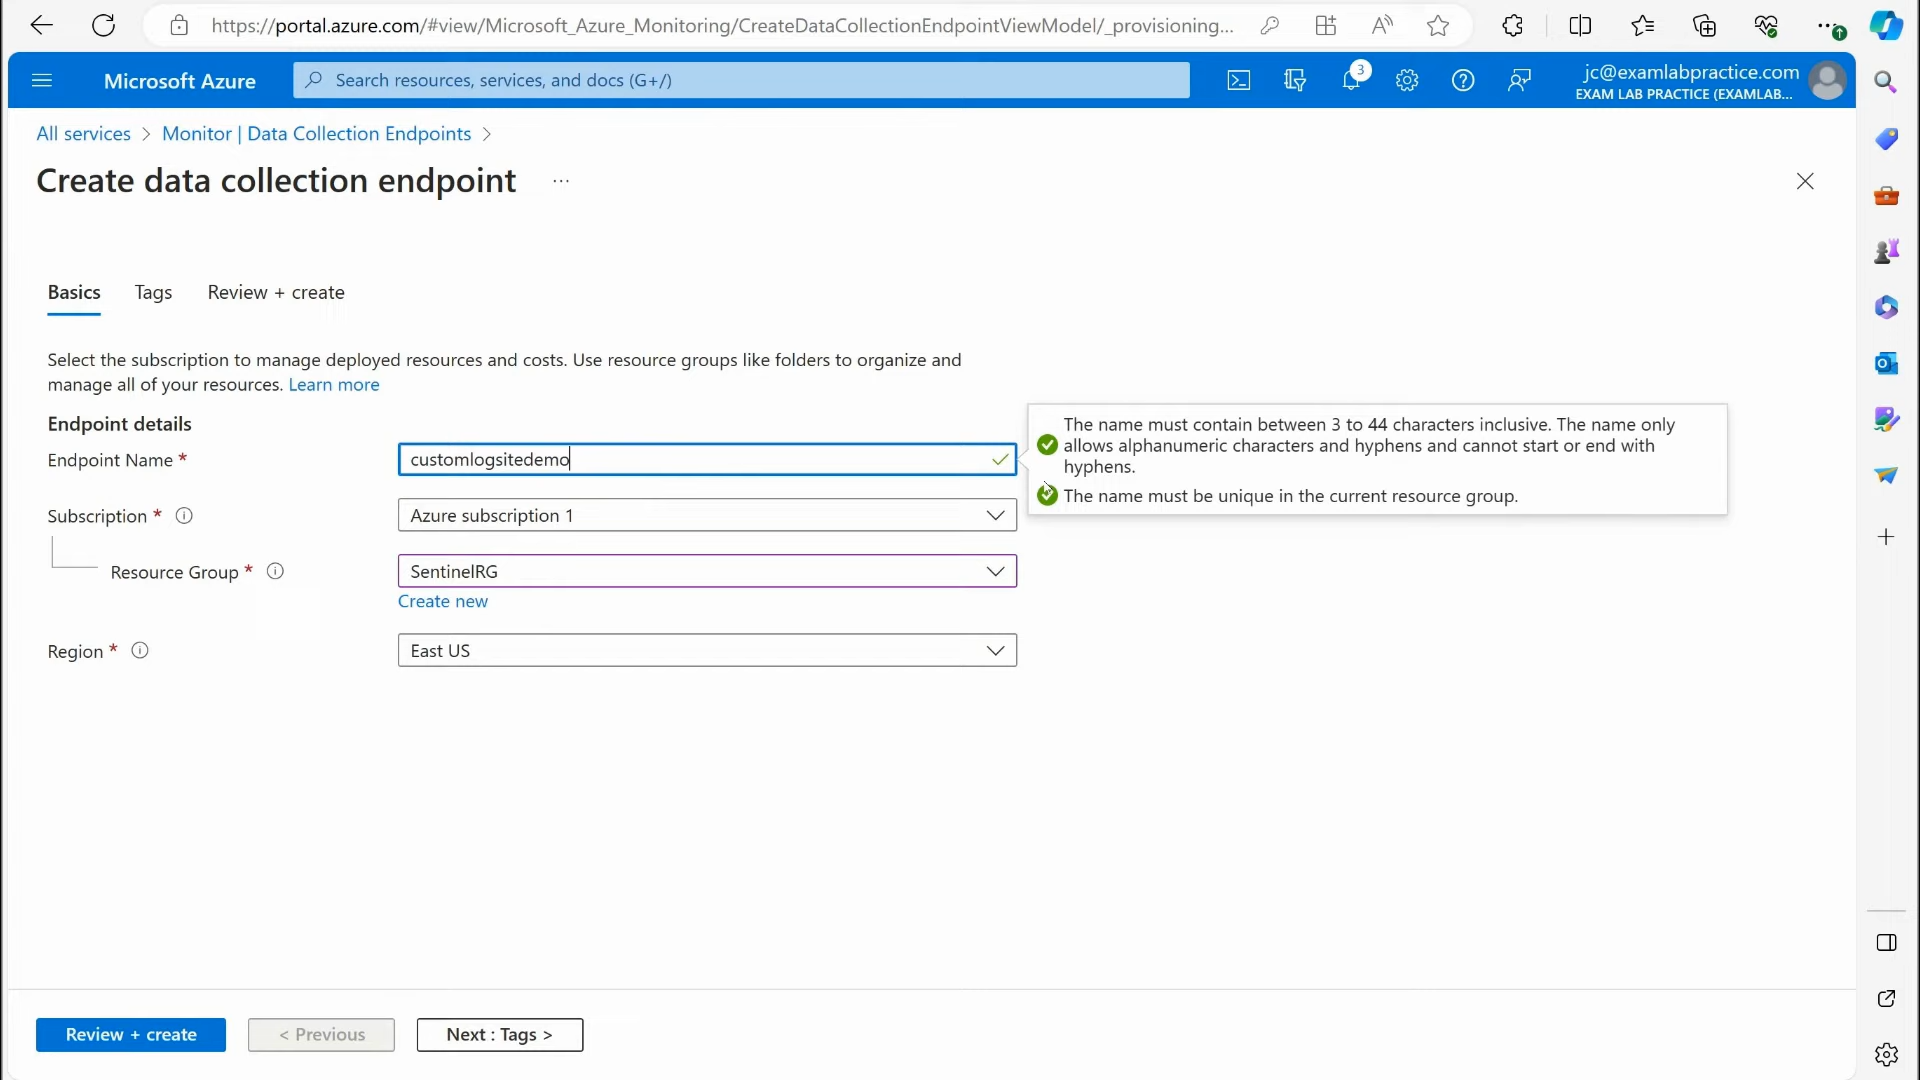 https://portal.azure.com/#view/Microsoft_Azure_Monitoring/CreateDataCollectionEndpointViewModel/_provisioning...
Microsoft Azure
Search resources, services, and docs (G+/)
3
jc@examlabpractice.com
EXAM LAB PRACTICE (EXAMLAB...
All services > Monitor | Data Collection Endpoints >
Create data collection endpoint ...
Basics
Tags
Review + create
Select the subscription to manage deployed resources and costs. Use resource groups like folders to organize and
manage all of your resources. Learn more
Endpoint details
Endpoint Name *
customlogsitedemo
The name must contain between 3 to 44 characters inclusive. The name only
allows alphanumeric characters and hyphens and cannot start or end with
hyphens.
The name must be unique in the current resource group.
Subscription *
Azure subscription 1
Resource Group *
SentinelRG
Create new
Region *
East US
Review + create
< Previous
Next : Tags >